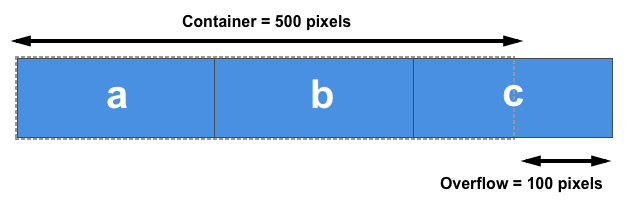 Container = 500 pixels
a b c
Overflow = 100 pixels